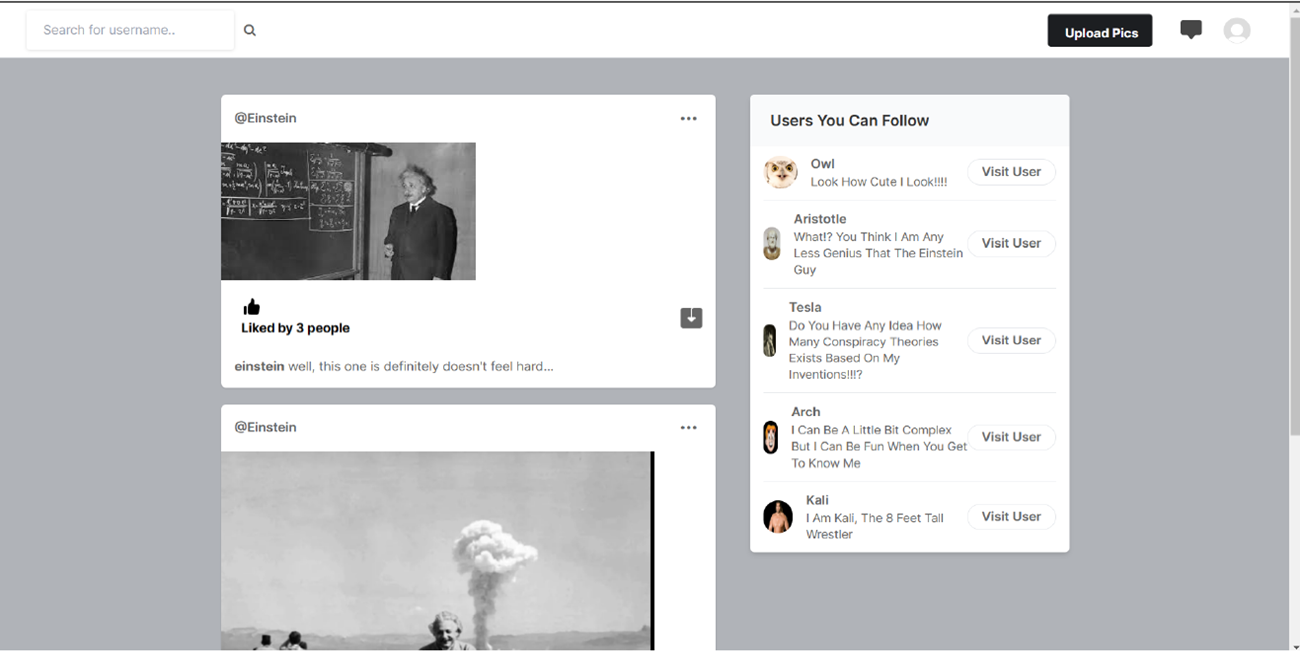 Search for username..
Upload Pics
@Einstein
Liked by 3 people
einstein well, this one is definitely doesn't feel hard...
@Einstein
Users You Can Follow
Owl
Look How Cute I Look!!!!
Visit User
Aristotle
What!? You Think I Am Any
Less Genius That The Einstein
Guy
Visit User
Tesla
Do You Have Any Idea How
Many Conspiracy Theories
Exists Based On My
Inventions!!!?
Visit User
Arch
I Can Be A Little Bit Complex
But I Can Be Fun When You Get
To Know Me
Visit User
Kali
I Am Kali, The 8 Feet Tall
Wrestler
Visit User